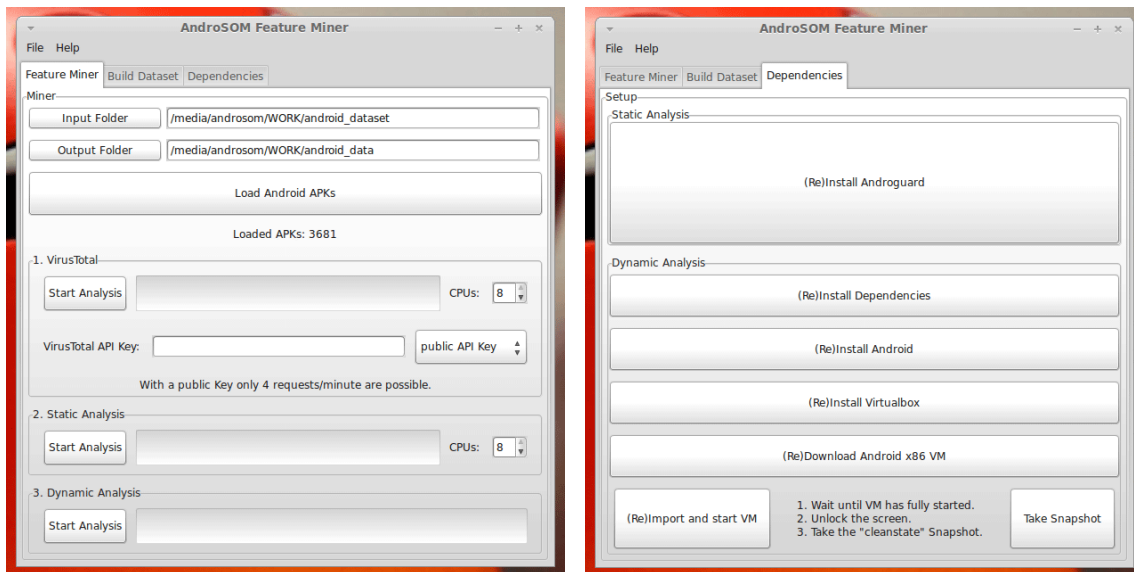 AndroSOM Feature Miner
File Help
Feature Miner Build Dataset Dependencies
Miner
Input Folder /media/androsom/WORK/android_dataset
Output Folder /media/androsom/WORK/android_data
Load Android APKs
Loaded APKs: 3681
1. VirusTotal
Start Analysis CPUs: 8
VirusTotal API Key: public API Key
With a public Key only 4 requests/minute are possible.
2. Static Analysis
Start Analysis CPUs: 8
3. Dynamic Analysis
Start Analysis
AndroSOM Feature Miner
File Help
Feature Miner Build Dataset Dependencies
Setup
Static Analysis
(Re)Install Androguard
Dynamic Analysis
(Re)Install Dependencies
(Re)Install Android
(Re)Install Virtualbox
(Re)Download Android x86 VM
(Re)Import and start VM
1. Wait until VM has fully started.
2. Unlock the screen.
3. Take the "cleanstate" Snapshot.
Take Snapshot